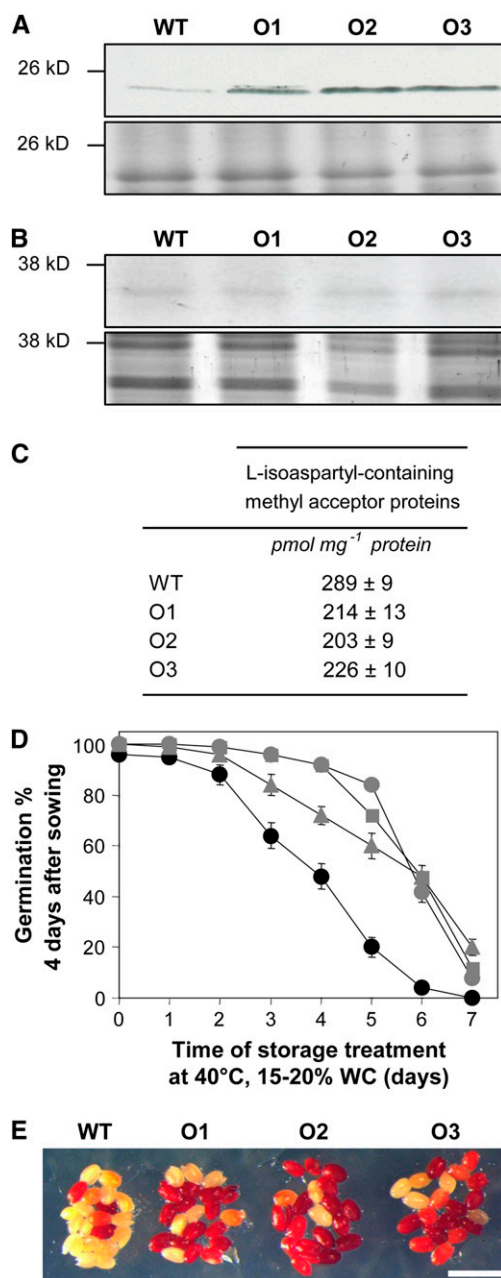 A
WT O1 O2 O3
26 kD
26 kD
B
WT O1 O2 O3
38 kD
38 kD
C
L-isoaspartyl-containing
methyl acceptor proteins
pmol mg⁻¹ protein
WT 289 ± 9
O1 214 ± 13
O2 203 ± 9
O3 226 ± 10
D
Germination %
4 days after sowing
100
80
60
40
20
0
0 1 2 3 4 5 6 7
Time of storage treatment
at 40°C, 15-20% WC (days)
E
WT O1 O2 O3